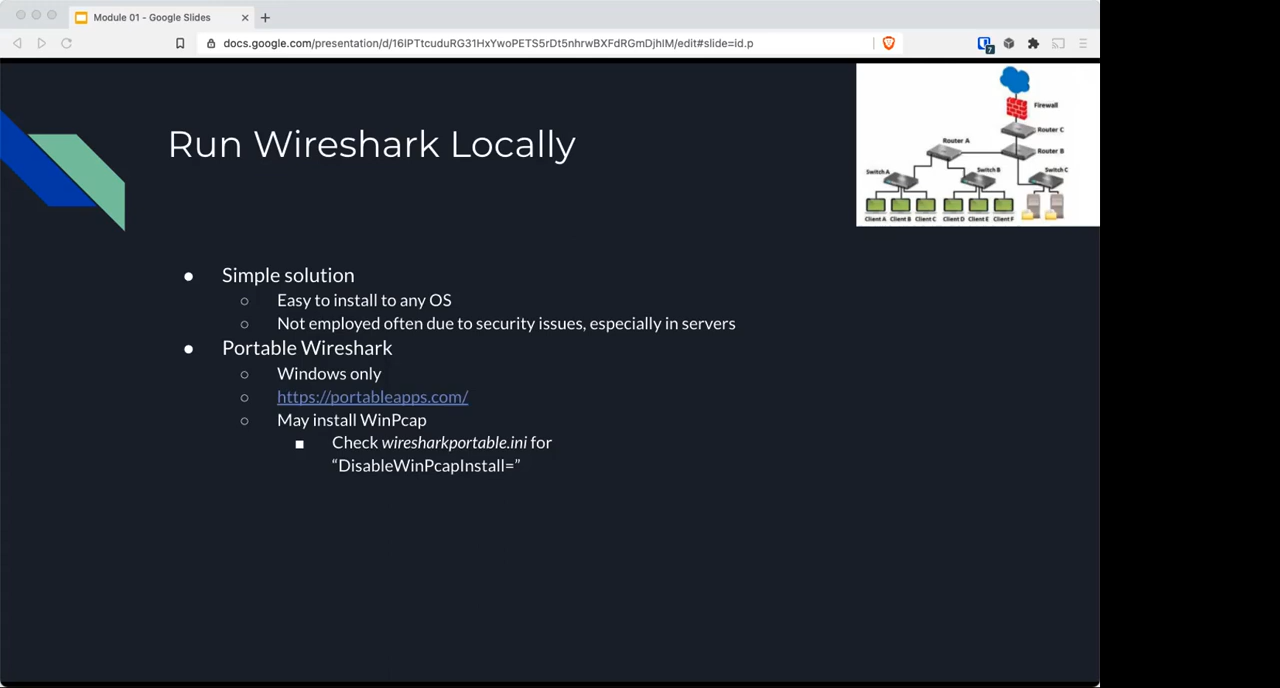 Module 01 - Google Slides
docs.google.com/presentation/d/16lPTtcuduRG31HxYwoPETS5rDt5nhrwBXFdRGmDjhIM/edit#slide=id.p
7
Run Wireshark Locally
Firewall
Router C
Router A
Router B
Switch A
Switch B
Switch C
Client A Client B Client C Client D Client E Client F
● Simple solution
○ Easy to install to any OS
○ Not employed often due to security issues, especially in servers
● Portable Wireshark
○ Windows only
○ https://portableapps.com/
○ May install WinPcap
■ Check wiresharkportable.ini for
“DisableWinPcapInstall=”